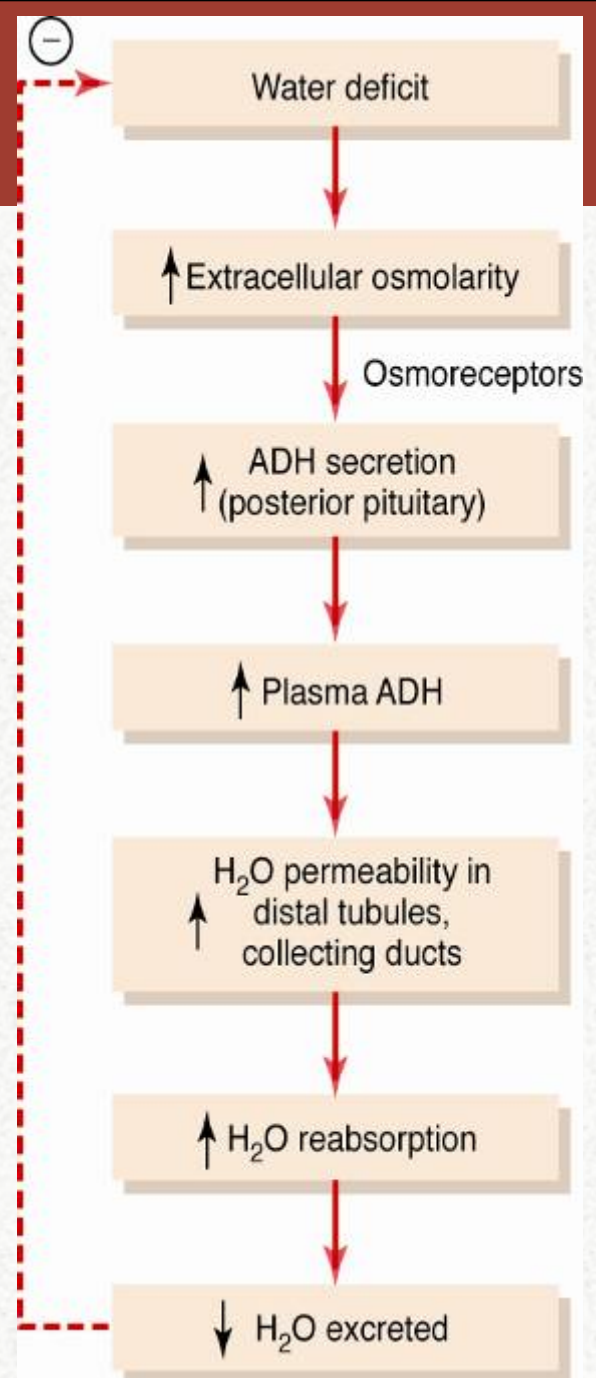 −
Water deficit
↑ Extracellular osmolarity
Osmoreceptors
↑ ADH secretion
(posterior pituitary)
↑ Plasma ADH
↑ H₂O permeability in
distal tubules,
collecting ducts
↑ H₂O reabsorption
↓ H₂O excreted